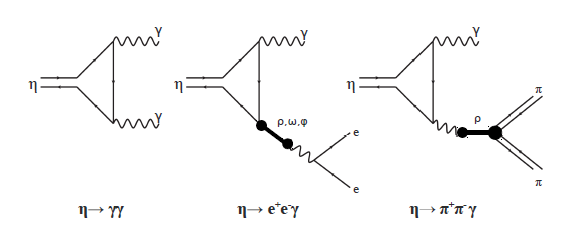 γ γ γ
η η η
γ
ρ,ω,φ
ρ
π
e
e
π
η→ γγ η→ e⁺e⁻γ η→ π⁺π⁻γ